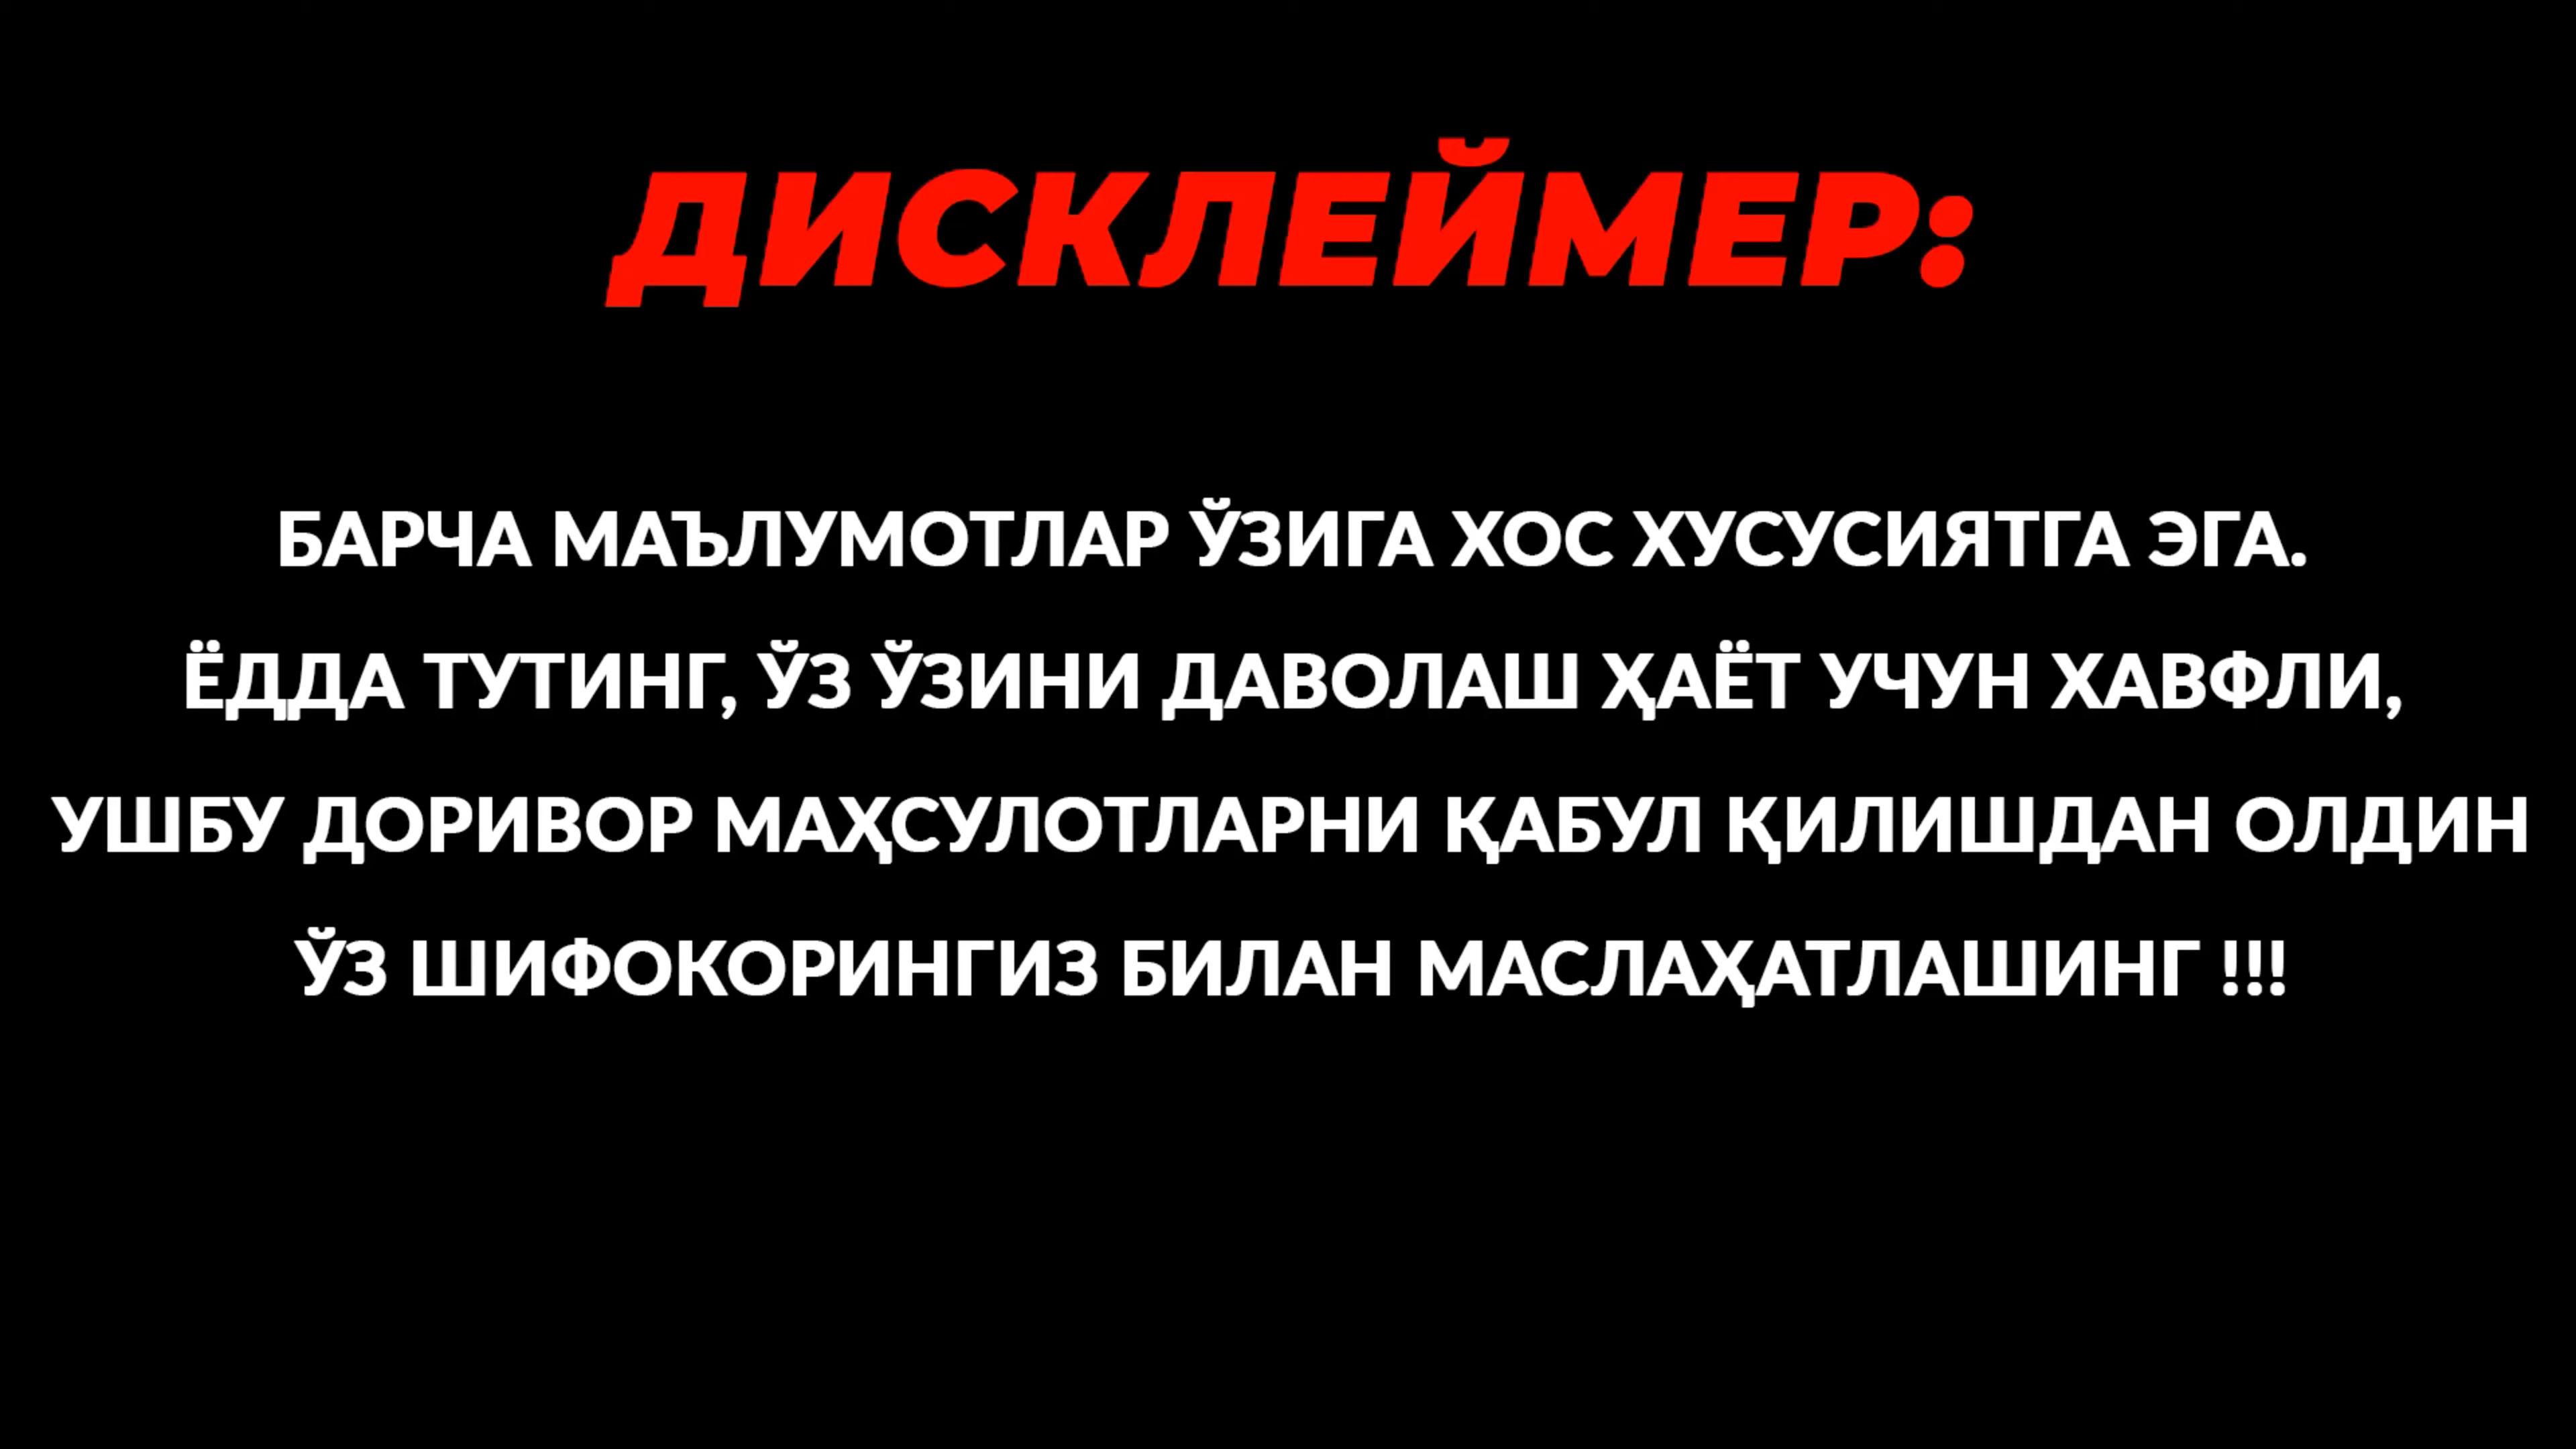 ДИСКЛЕЙМЕР:
БАРЧА МАЪЛУМОТЛАР ЎЗИГА ХОС ХУСУСИЯТГА ЭГА.
ЁДДА ТУТИНГ, ЎЗ ЎЗИНИ ДАВОЛАШ ҲАЁТ УЧУН ХАВФЛИ,
УШБУ ДОРИВОР МАҲСУЛОТЛАРНИ ҚАБУЛ ҚИЛИШДАН ОЛДИН
ЎЗ ШИФОКОРИНГИЗ БИЛАН МАСЛАҲАТЛАШИНГ !!!